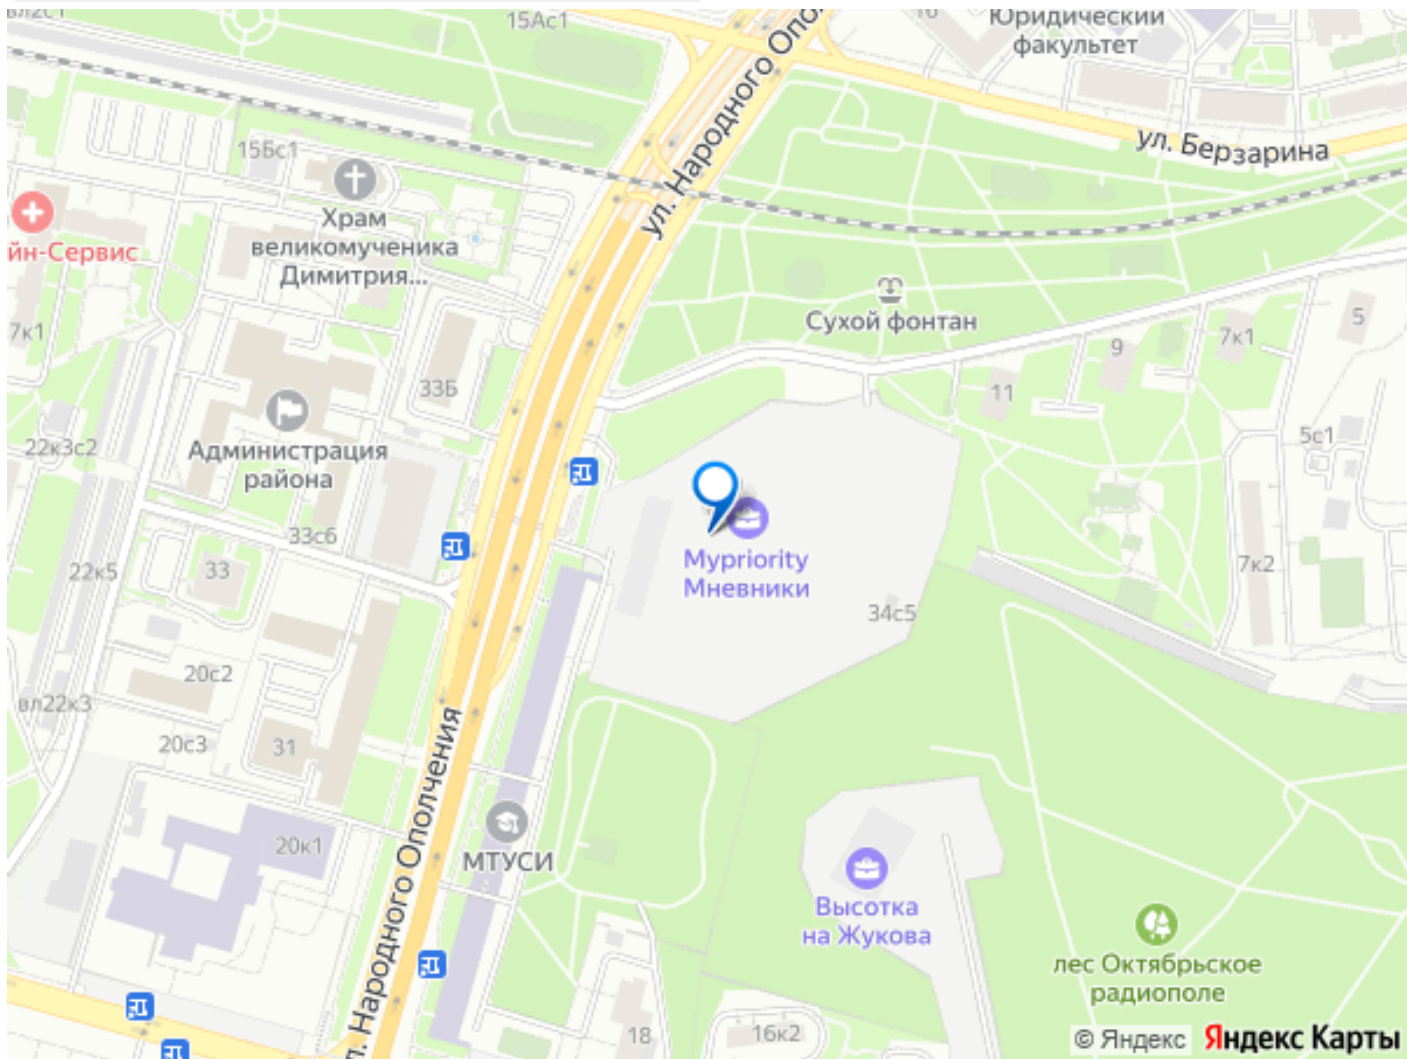 вл2с1
15Ас1
16
Юридический
факультет
ул. Народного Опол
ул. Берзарина
15Бс1
Храм
великомученика
Димитрия...
йн-Сервис
Сухой фонтан
7к1
5
7к1
9
11
33Б
Администрация
района
22к3с2
5с1
33с6
22к5
33
Mypriority
Мневники
7к2
34с5
20с2
вл22к3
20с3
31
л. Народного Ополчения
20к1
МТУСИ
Высотка
на Жукова
лес Октябрьское
радиополе
18
16к2
© Яндекс Яндекс Карты